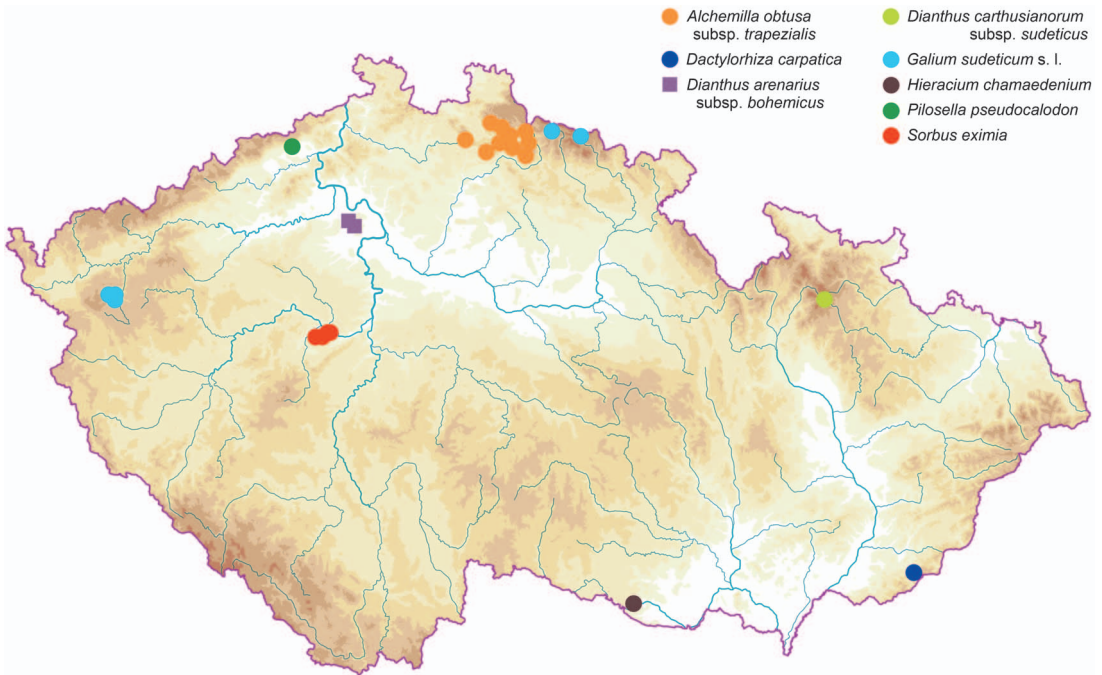 Alchemilla obtusa
subsp. trapezialis
Dactylorhiza carpatica
Dianthus arenarius
subsp. bohemicus
Dianthus carthusianorum
subsp. sudeticus
Galium sudeticum s. l.
Hieracium chamaedenium
Pilosella pseudocalodon
Sorbus eximia